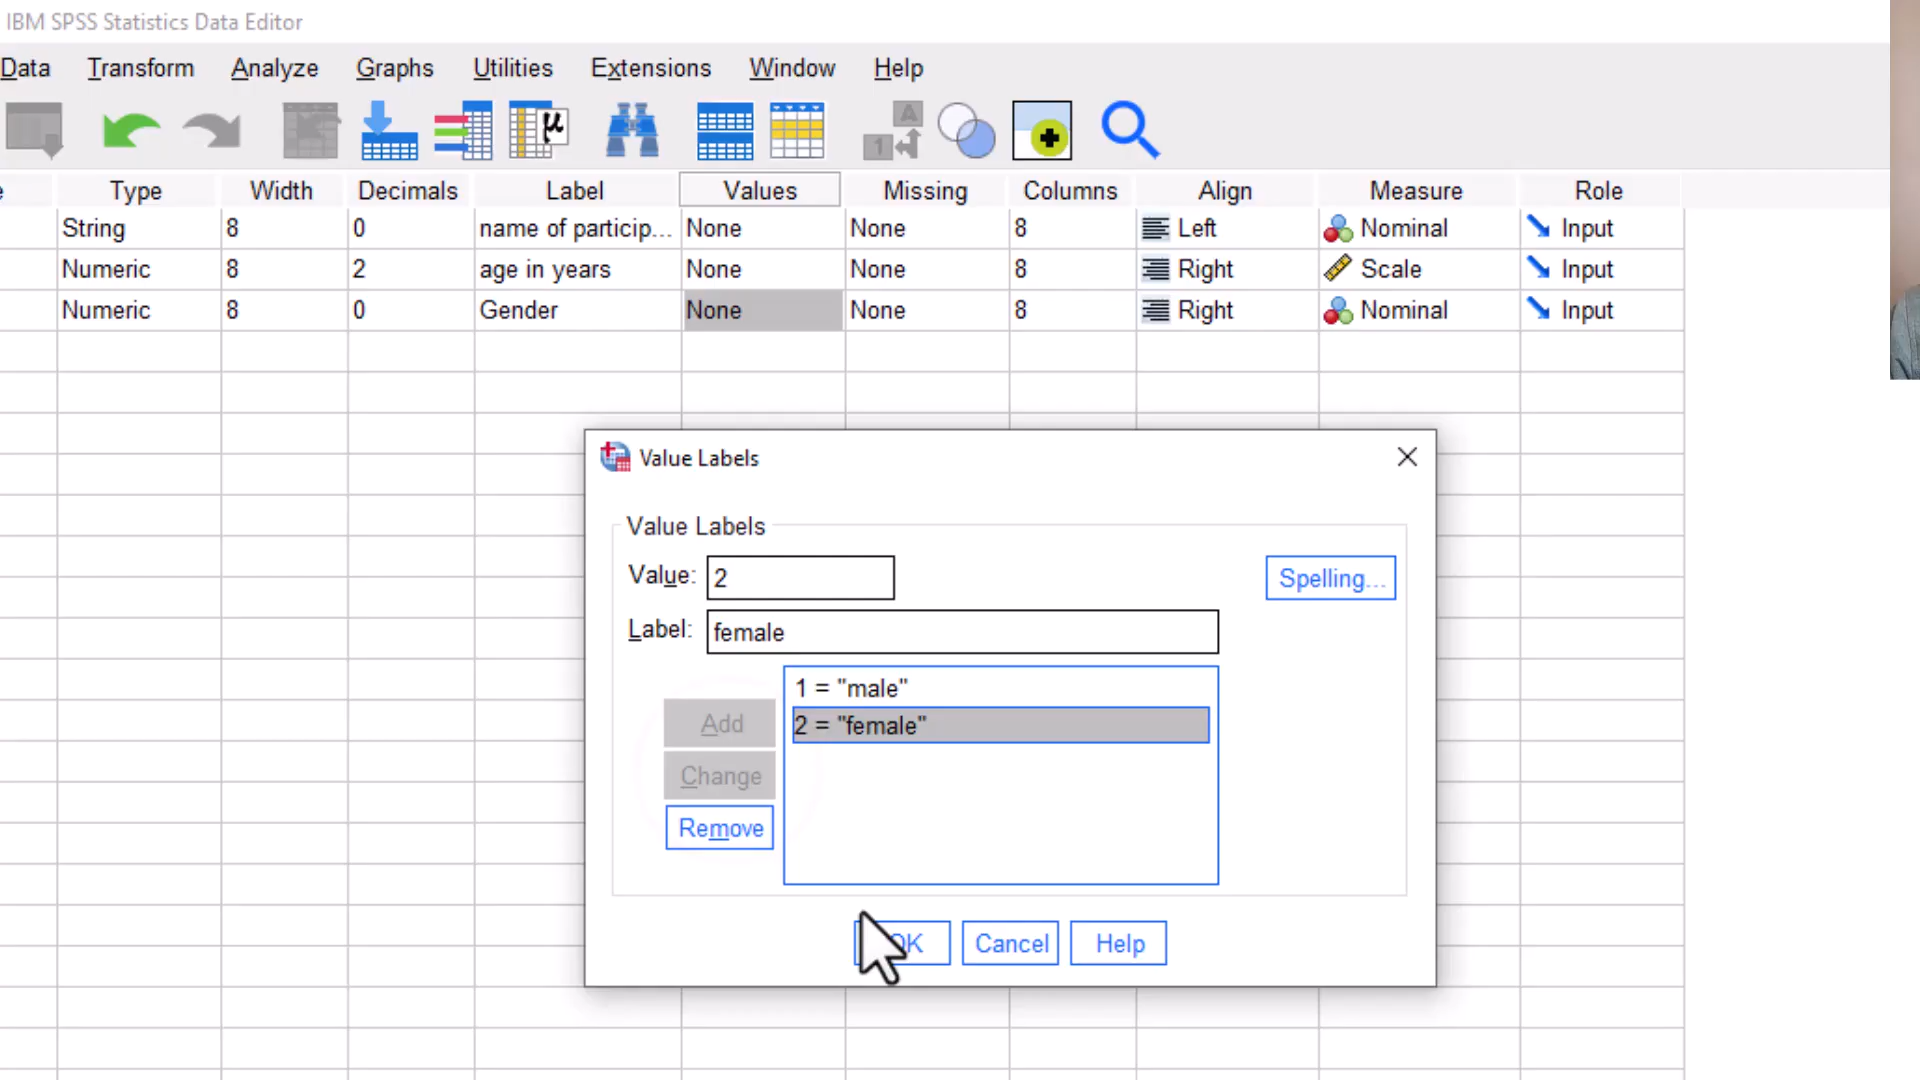 IBM SPSS Statistics Data Editor
Data Transform Analyze Graphs Utilities Extensions Window Help
Type Width Decimals Label Values Missing Columns Align Measure Role
String 8 0 name of particip... None None 8 Left Nominal Input
Numeric 8 2 age in years None None 8 Right Scale Input
Numeric 8 0 Gender None None 8 Right Nominal Input
Value Labels
Value Labels
Value: 2 Spelling...
Label: female
1 = "male"
Add 2 = "female"
Change
Remove
OK Cancel Help